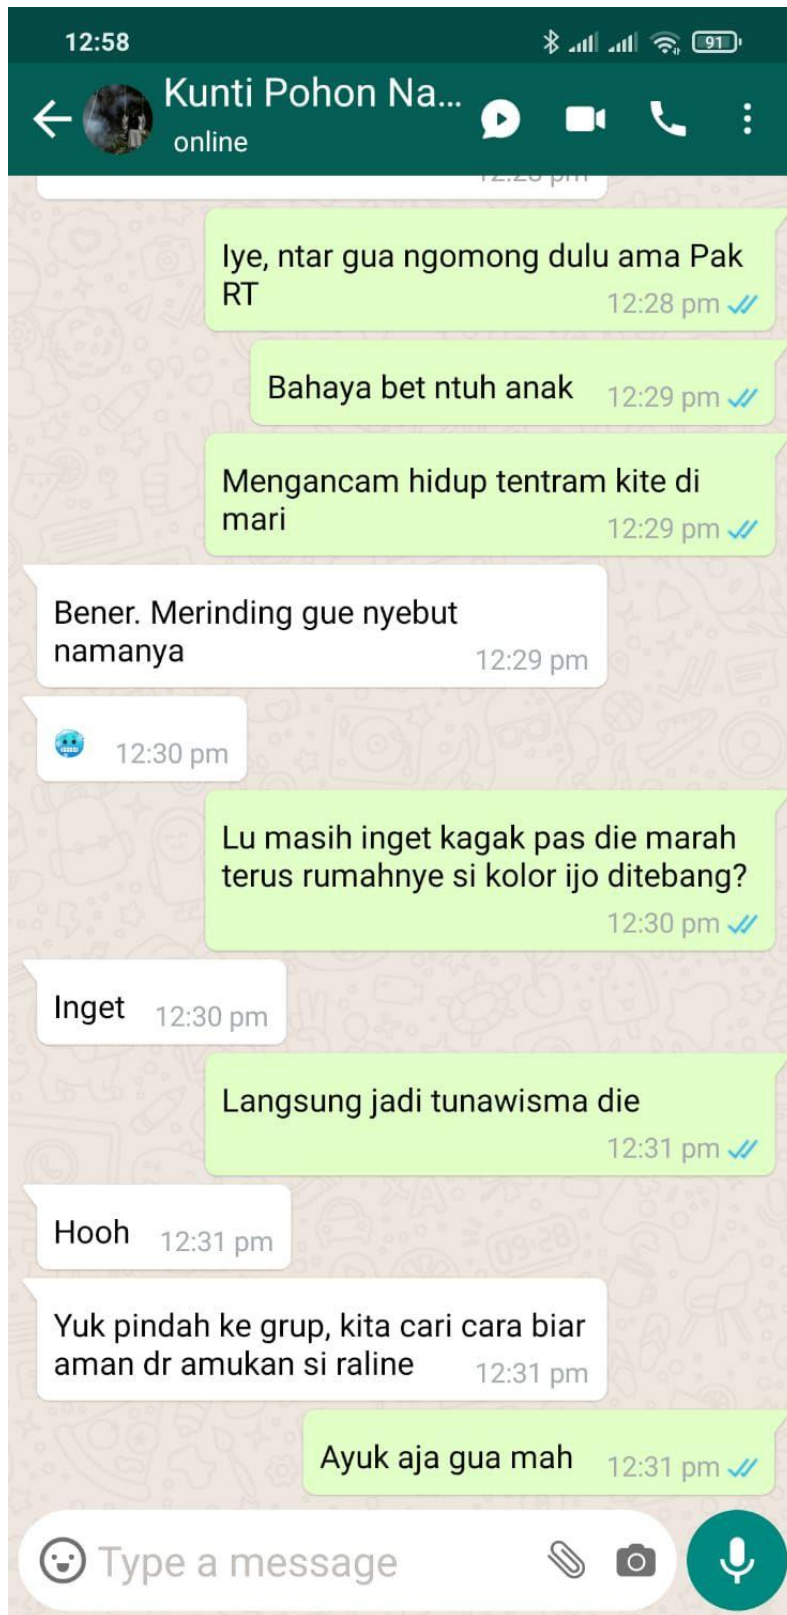 12:58
91
Kunti Pohon Na...
online
Iye, ntar gua ngomong dulu ama Pak
RT
12:28 pm
Bahaya bet ntuh anak
12:29 pm
Mengancam hidup tentram kite di
mari
12:29 pm
Bener. Merinding gue nyebut
namanya
12:29 pm
12:30 pm
Lu masih inget kagak pas die marah
terus rumahnye si kolor ijo ditebang?
12:30 pm
Inget
12:30 pm
Langsung jadi tunawisma die
12:31 pm
Hooh
12:31 pm
Yuk pindah ke grup, kita cari cara biar
aman dr amukan si raline
12:31 pm
Ayuk aja gua mah
12:31 pm
Type a message